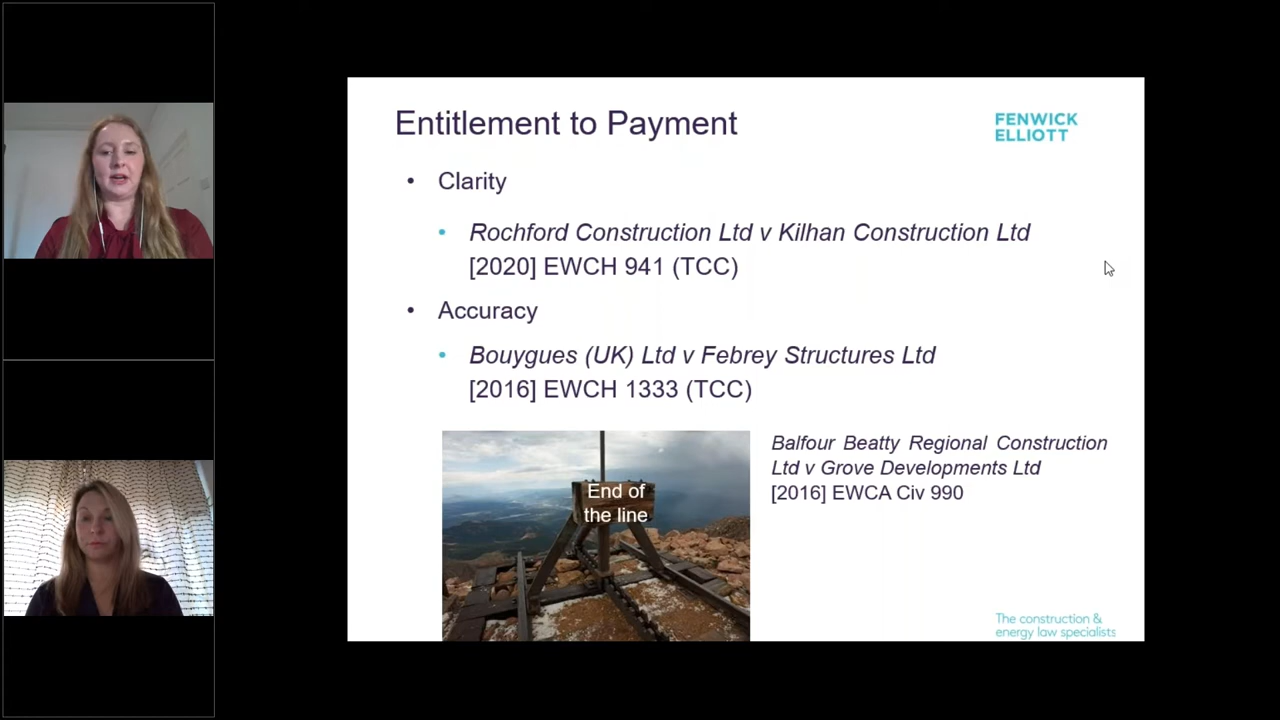 Entitlement to Payment
FENWICK
ELLIOTT
• Clarity
• Rochford Construction Ltd v Kilhan Construction Ltd
[2020] EWCH 941 (TCC)
• Accuracy
• Bouygues (UK) Ltd v Febrey Structures Ltd
[2016] EWCH 1333 (TCC)
End of
the line
Balfour Beatty Regional Construction
Ltd v Grove Developments Ltd
[2016] EWCA Civ 990
The construction &
energy law specialists